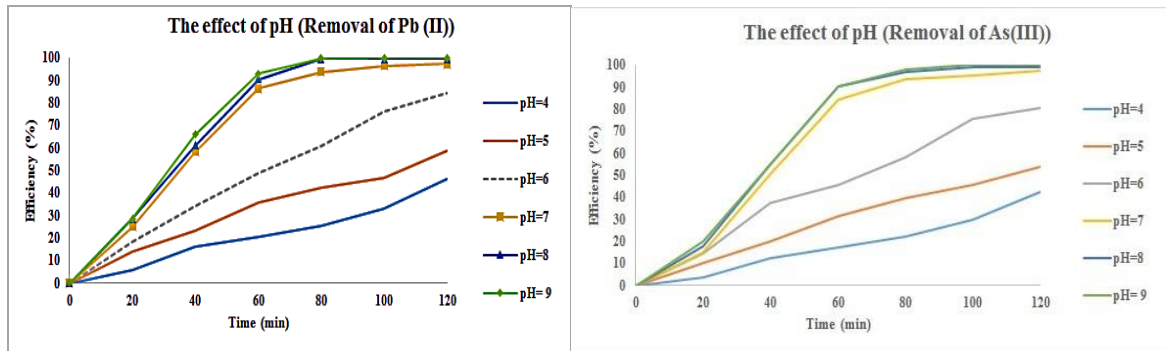 The effect of pH (Removal of Pb (II))
Efficiency (%)
100
90
80
70
60
50
40
30
20
10
0
0 20 40 60 80 100 120
Time (min)
pH=4
pH=5
pH=6
pH=7
pH=8
pH= 9
The effect of pH (Removal of As(III))
Efficiency (%)
100
90
80
70
60
50
40
30
20
10
0
0 20 40 60 80 100 120
Time (min)
pH=4
pH=5
pH=6
pH=7
pH=8
pH= 9